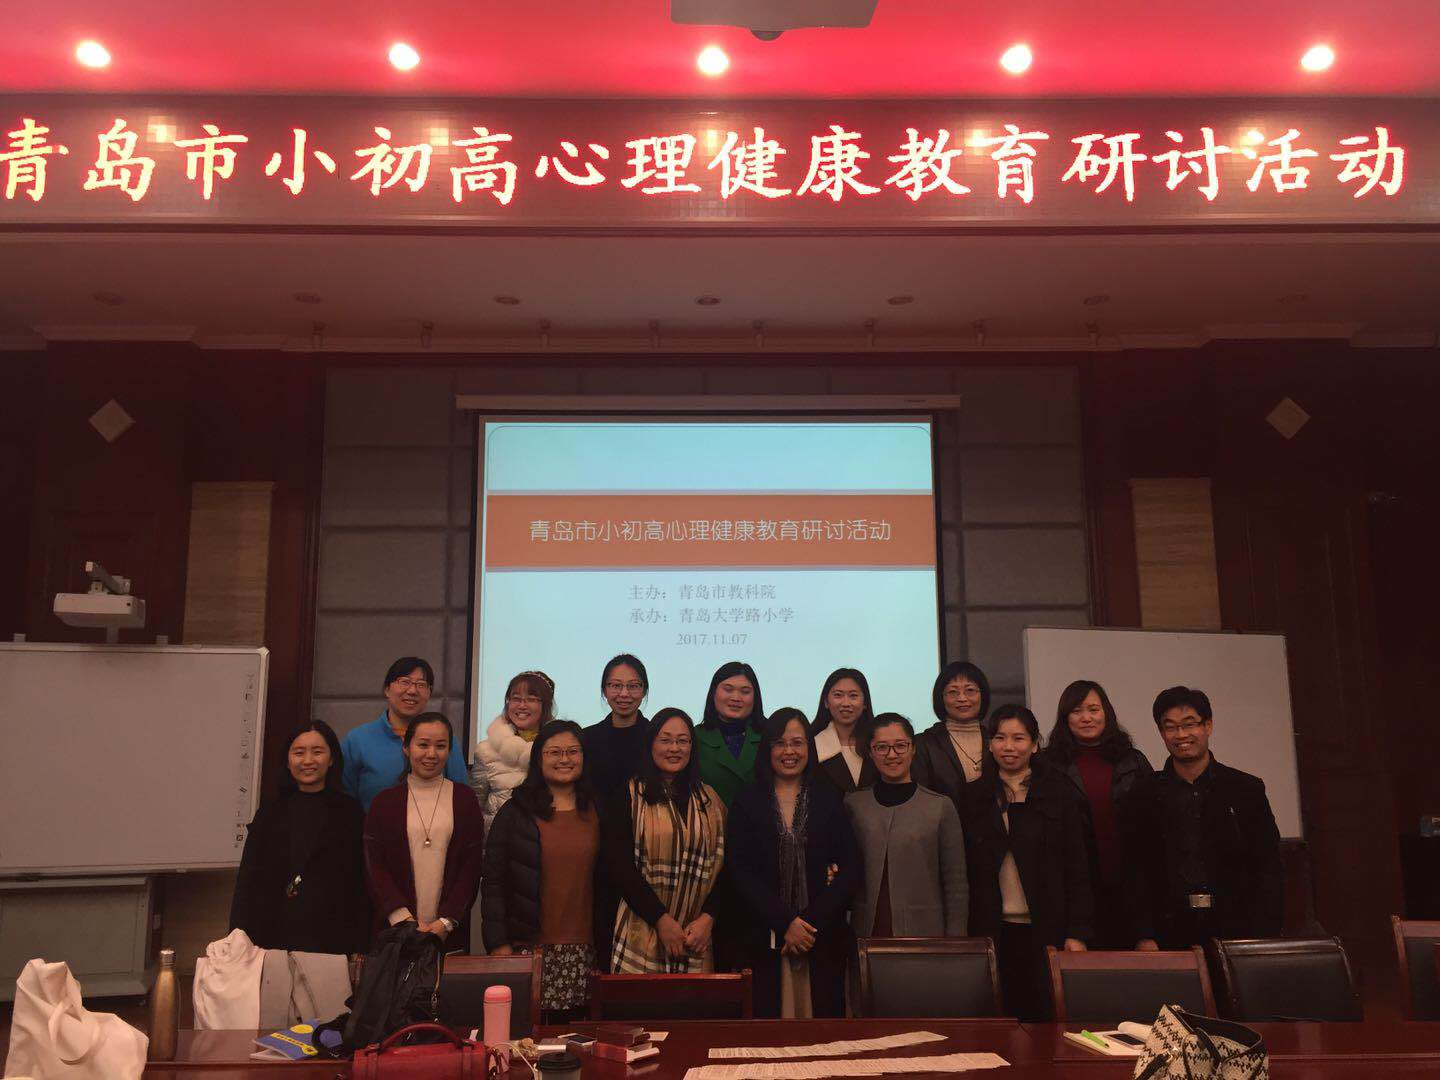 青岛市小初高心理健康教育研讨活动
青岛市小初高心理健康教育研讨活动
主办：青岛市教科院
承办：青岛大学路小学
2017.11.07